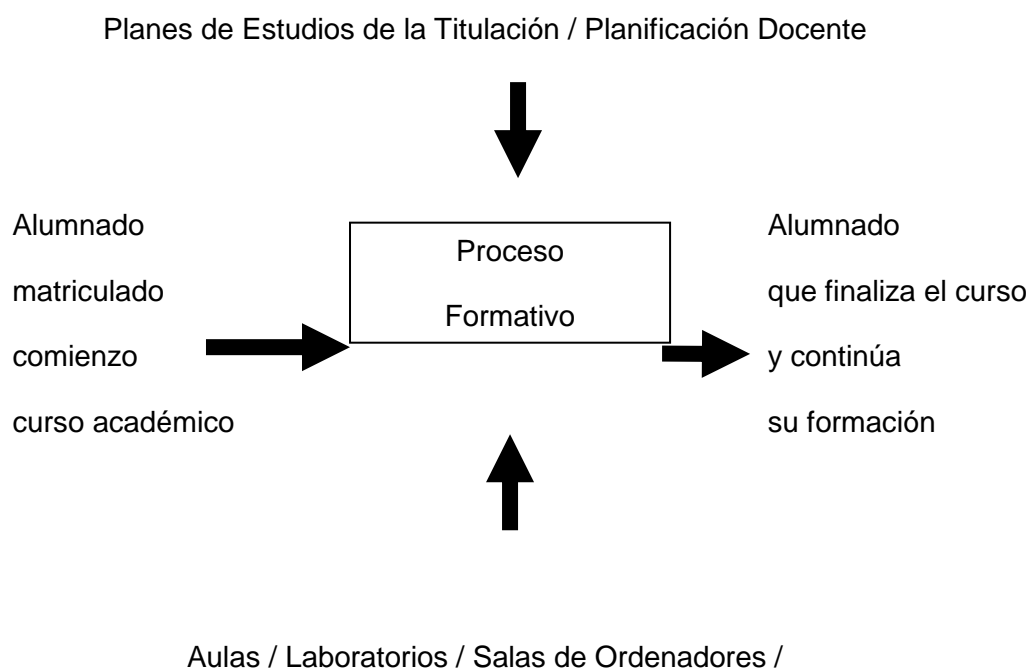 Planes de Estudios de la Titulación / Planificación Docente
Alumnado
matriculado
comienzo
curso académico
Proceso
Formativo
Alumnado
que finaliza el curso
y continúa
su formación
Aulas / Laboratorios / Salas de Ordenadores /